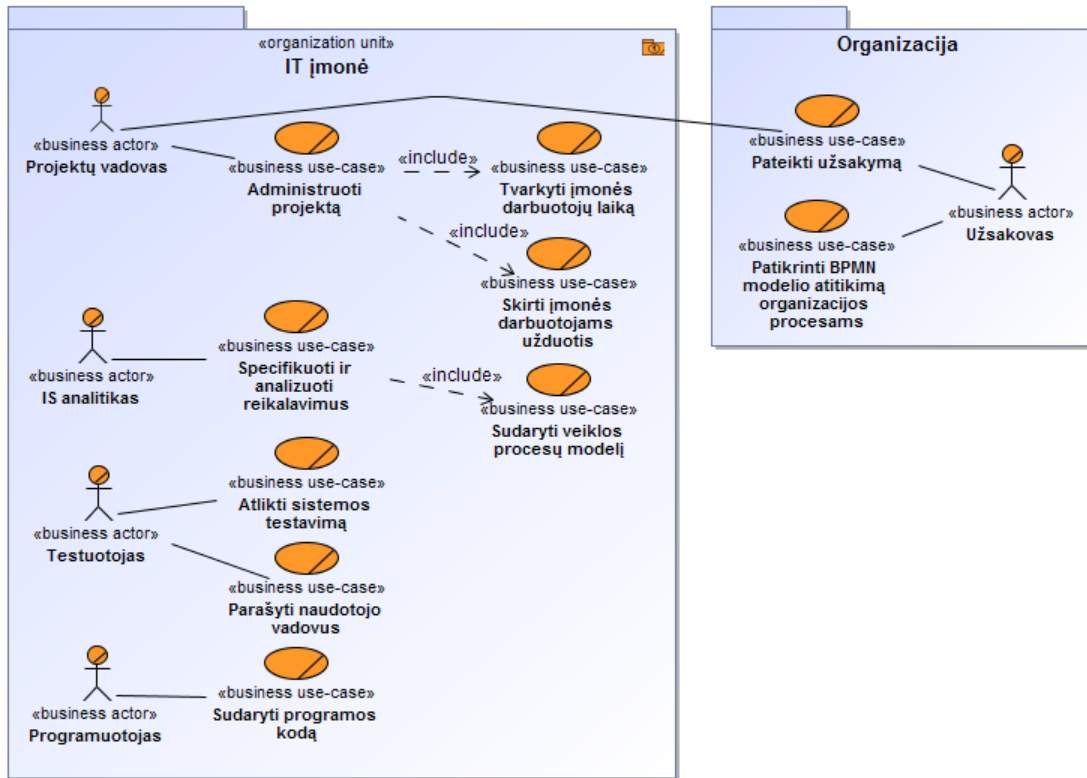 «organization unit»
IT įmonė
«business actor»
Projektų vadovas
«business use-case»
Administruoti
projektą
«include»
«business use-case»
Tvarkyti įmonės
darbuotojų laiką
«include»
«business use-case»
Skirti įmonės
darbuotojams
užduotis
«business actor»
IS analitikas
«business use-case»
Specifikuoti ir
analizuoti
reikalavimus
«include»
«business use-case»
Sudaryti veiklos
procesų modelį
«business actor»
Testuotojas
«business use-case»
Atlikti sistemos
testavimą
«business use-case»
Parašyti naudotojo
vadovus
«business actor»
Programuotojas
«business use-case»
Sudaryti programos
kodą
Organizacija
«business use-case»
Pateikti užsakymą
«business actor»
Užsakovas
«business use-case»
Patikrinti BPMN
modelio atitikimą
organizacijos
procesams